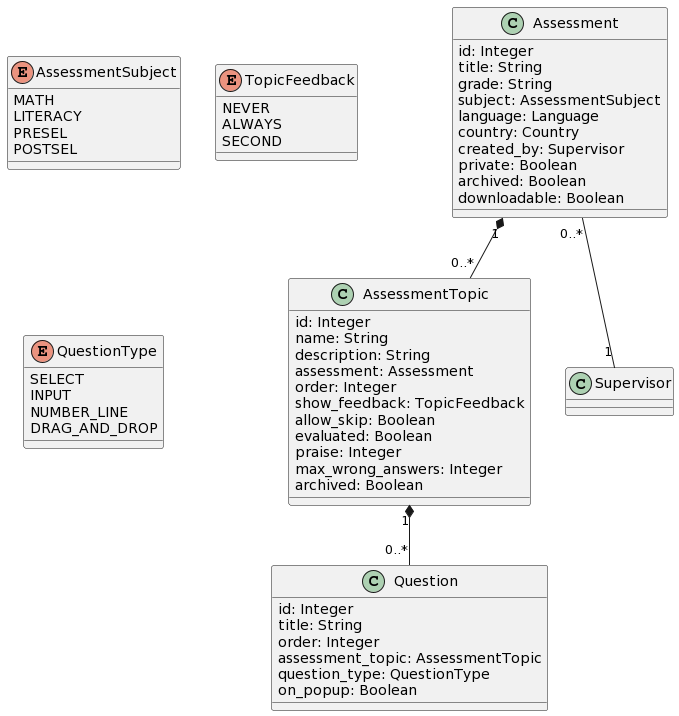 E AssessmentSubject
MATH
LITERACY
PRESEL
POSTSEL
E TopicFeedback
NEVER
ALWAYS
SECOND
C Assessment
id: Integer
title: String
grade: String
subject: AssessmentSubject
language: Language
country: Country
created_by: Supervisor
private: Boolean
archived: Boolean
downloadable: Boolean
1
0..*
0..*
1
E QuestionType
SELECT
INPUT
NUMBER_LINE
DRAG_AND_DROP
C AssessmentTopic
id: Integer
name: String
description: String
assessment: Assessment
order: Integer
show_feedback: TopicFeedback
allow_skip: Boolean
evaluated: Boolean
praise: Integer
max_wrong_answers: Integer
archived: Boolean
C Supervisor
1
0..*
C Question
id: Integer
title: String
order: Integer
assessment_topic: AssessmentTopic
question_type: QuestionType
on_popup: Boolean